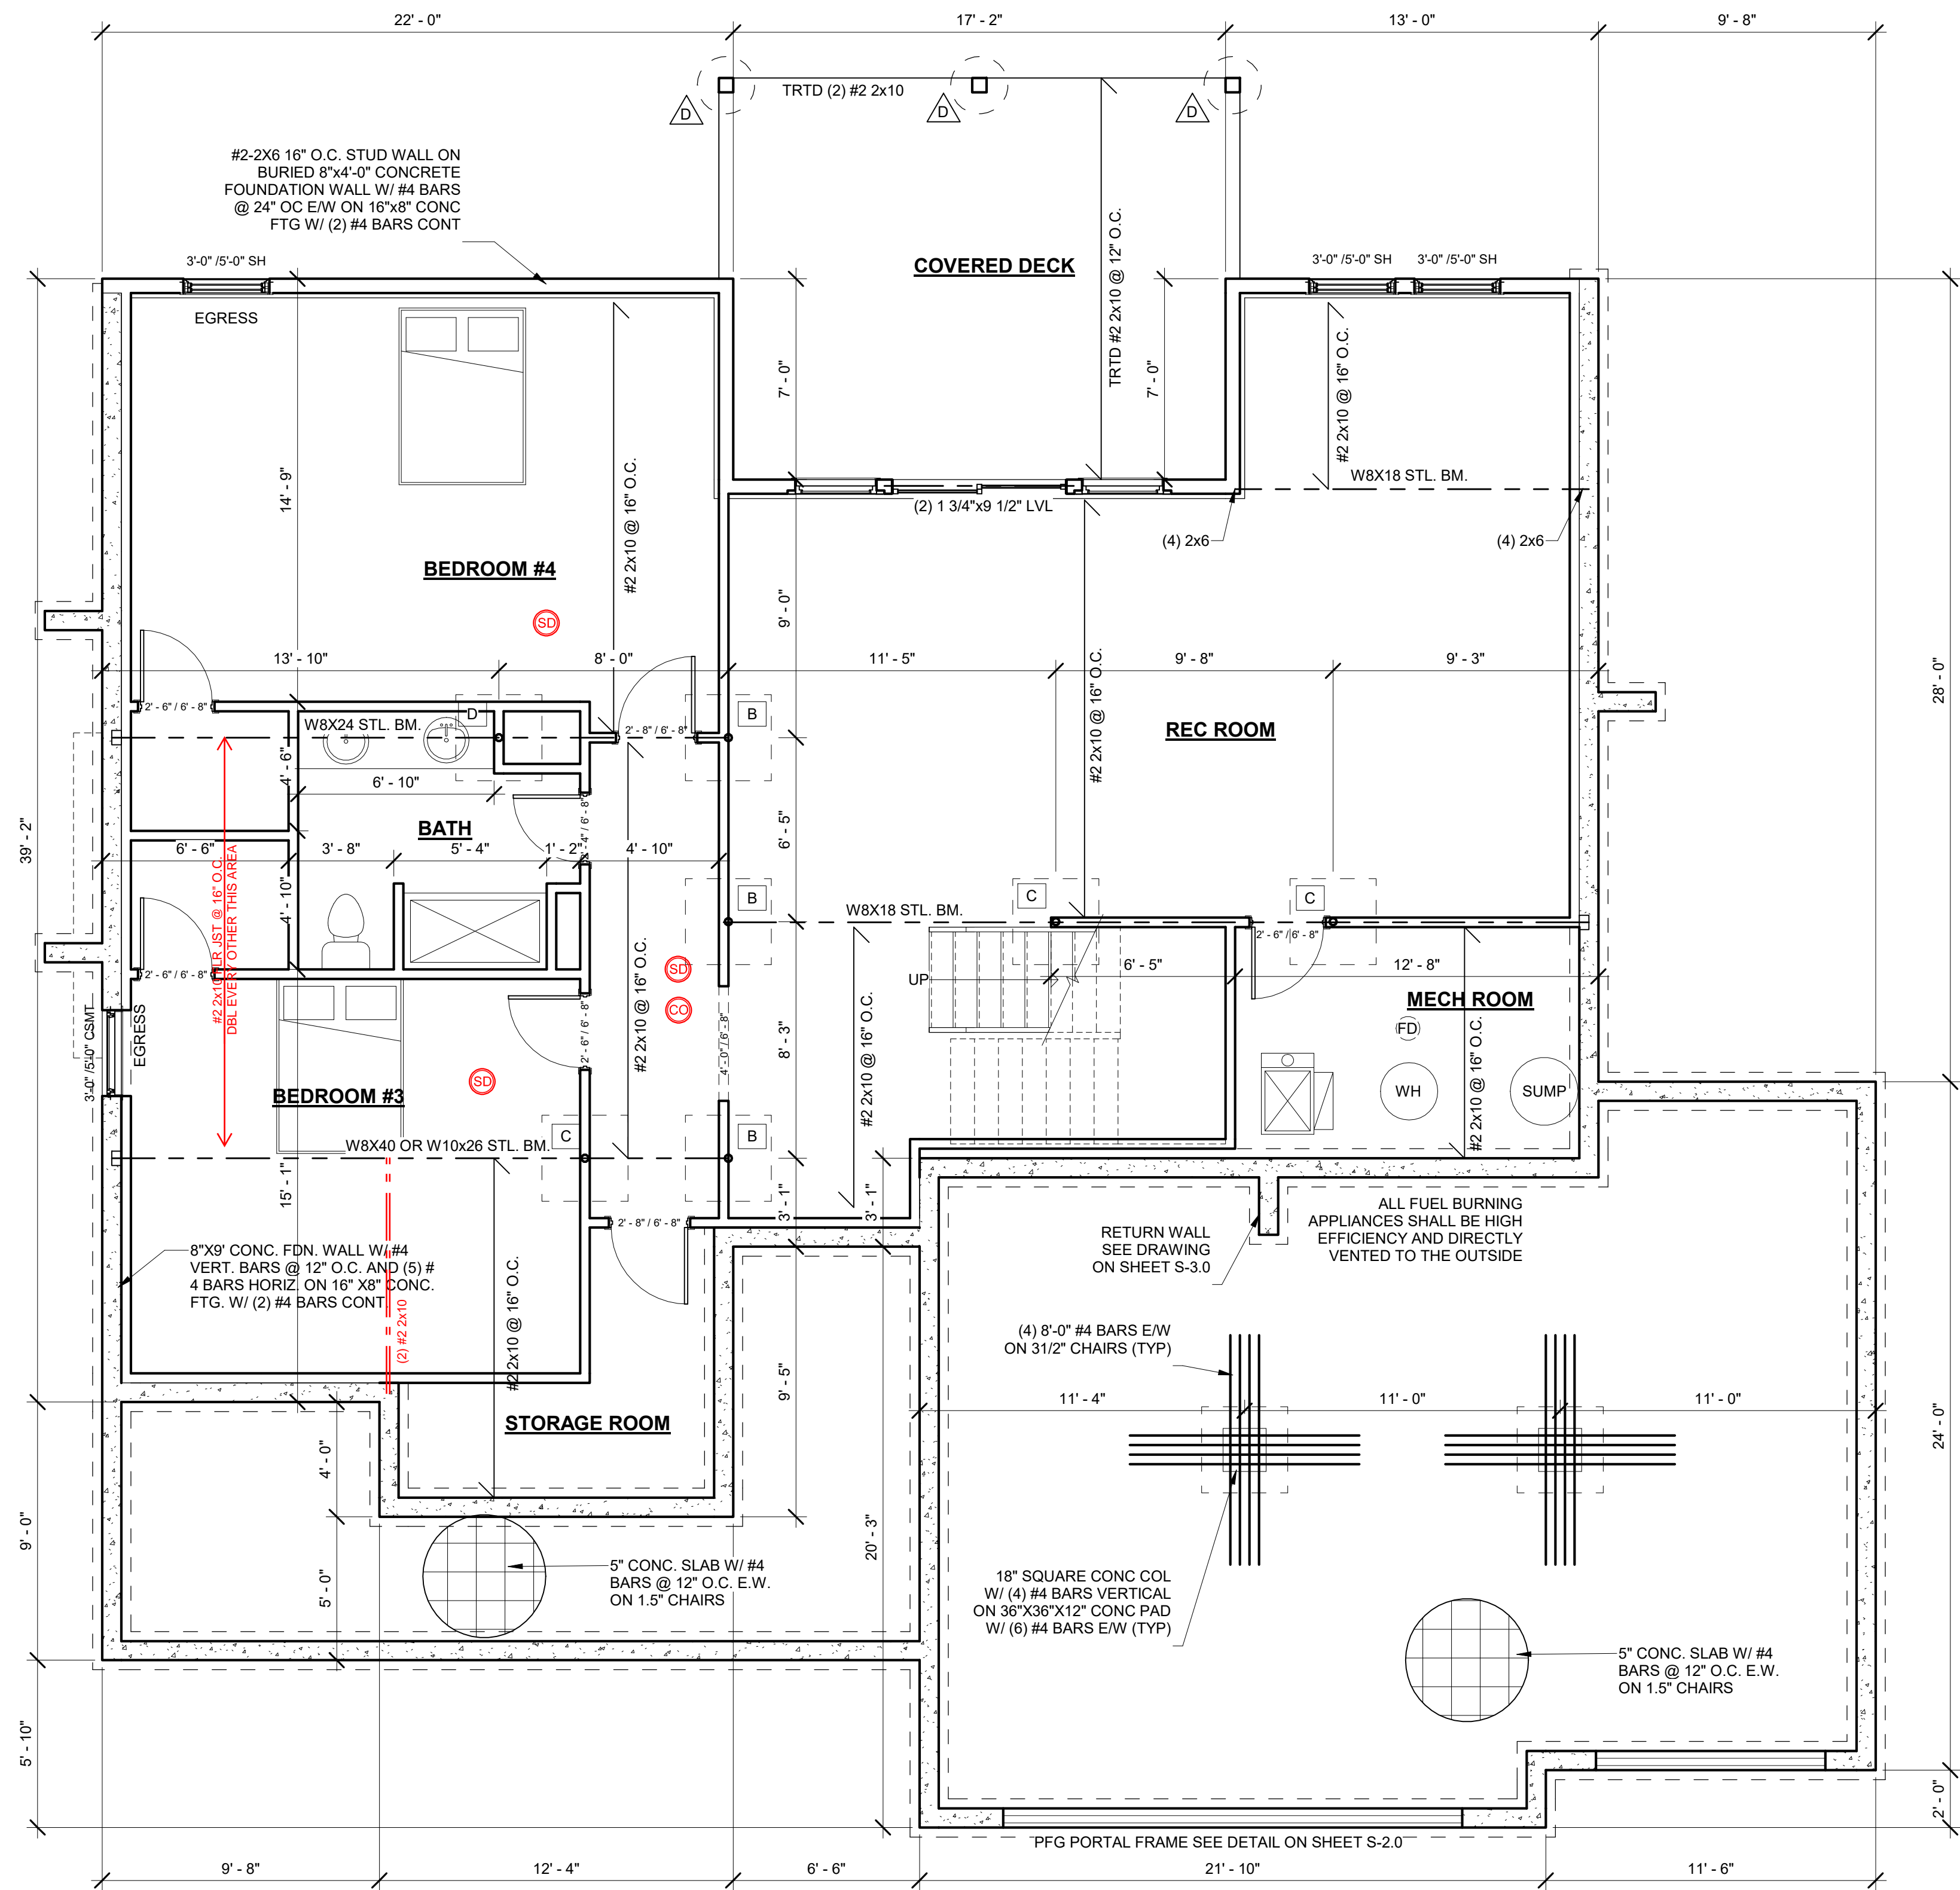 22' - 0"
17' - 2"
13' - 0"
9' - 8"
TRTD (2) #2 2x10
D
D
D
#2-2X6 16" O.C. STUD WALL ON
BURIED 8"x4'-0" CONCRETE
FOUNDATION WALL W/ #4 BARS
@ 24" OC E/W ON 16"x8" CONC
FTG W/ (2) #4 BARS CONT
3'-0" /5'-0" SH
EGRESS
COVERED DECK
TRTD #2 2x10 @ 12" O.C.
3'-0" /5'-0" SH
3'-0" /5'-0" SH
7' - 0"
7' - 0"
#2 2x10 @ 16" O.C.
W8X18 STL. BM.
(2) 1 3/4"x9 1/2" LVL
(4) 2x6
(4) 2x6
14' - 9"
#2 2x10 @ 16" O.C.
BEDROOM #4
SD
9' - 0"
39' - 2"
28' - 0"
13' - 10"
8' - 0"
11' - 5"
9' - 8"
9' - 3"
2' - 6" / 6' - 8"
W8X24 STL. BM.
D
2' - 8" / 6' - 8"
B
#2 2x10 @ 16" O.C.
REC ROOM
4' - 6"
6' - 10"
BATH
2' - 4" / 6' - 8"
6' - 5"
6' - 6"
3' - 8"
5' - 4"
1' - 2"
4' - 10"
#2 2x10 FLR JST @ 16" O.C.
DBL EVERY OTHER THIS AREA
4' - 10"
B
W8X18 STL. BM.
C
C
2' - 6" / 6' - 8"
2' - 6" / 6' - 8"
SD
CO
#2 2x10 @ 16" O.C.
UP
6' - 5"
12' - 8"
MECH ROOM
FD
WH
SUMP
#2 2x10 @ 16" O.C.
#2 2x10 @ 16" O.C.
8' - 3"
4' - 0" / 6' - 8"
2' - 6" / 6' - 8"
3'-0" /5'-0" CSMT
EGRESS
SD
BEDROOM #3
C
B
W8X40 OR W10x26 STL. BM.
15' - 1"
3' - 1"
3' - 1"
2' - 8" / 6' - 8"
8"X9' CONC. FDN. WALL W/ #4
VERT. BARS @ 12" O.C. AND (5) #
4 BARS HORIZ. ON 16" X8" CONC.
FTG. W/ (2) #4 BARS CONT.
(2) #2 2x10
#2 2x10 @ 16" O.C.
RETURN WALL
SEE DRAWING
ON SHEET S-3.0
ALL FUEL BURNING
APPLIANCES SHALL BE HIGH
EFFICIENCY AND DIRECTLY
VENTED TO THE OUTSIDE
(4) 8'-0" #4 BARS E/W
ON 31/2" CHAIRS (TYP)
9' - 5"
11' - 4"
11' - 0"
11' - 0"
STORAGE ROOM
4' - 0"
24' - 0"
9' - 0"
5' - 0"
20' - 3"
5" CONC. SLAB W/ #4
BARS @ 12" O.C. E.W.
ON 1.5" CHAIRS
18" SQUARE CONC COL
W/ (4) #4 BARS VERTICAL
ON 36"X36"X12" CONC PAD
W/ (6) #4 BARS E/W (TYP)
5" CONC. SLAB W/ #4
BARS @ 12" O.C. E.W.
ON 1.5" CHAIRS
5' - 10"
2' - 0"
PFG PORTAL FRAME SEE DETAIL ON SHEET S-2.0
9' - 8"
12' - 4"
6' - 6"
21' - 10"
11' - 6"